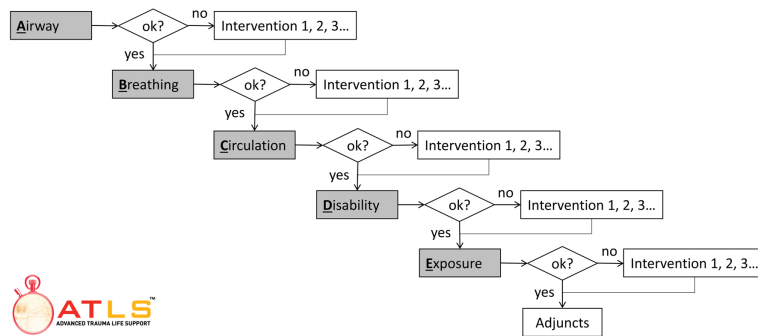 Airway
ok?
no
Intervention 1, 2, 3...
yes
Breathing
ok?
no
Intervention 1, 2, 3...
yes
Circulation
ok?
no
Intervention 1, 2, 3...
yes
Disability
ok?
no
Intervention 1, 2, 3...
yes
Exposure
ok?
no
Intervention 1, 2, 3...
yes
Adjuncts
ATLS™
ADVANCED TRAUMA LIFE SUPPORT